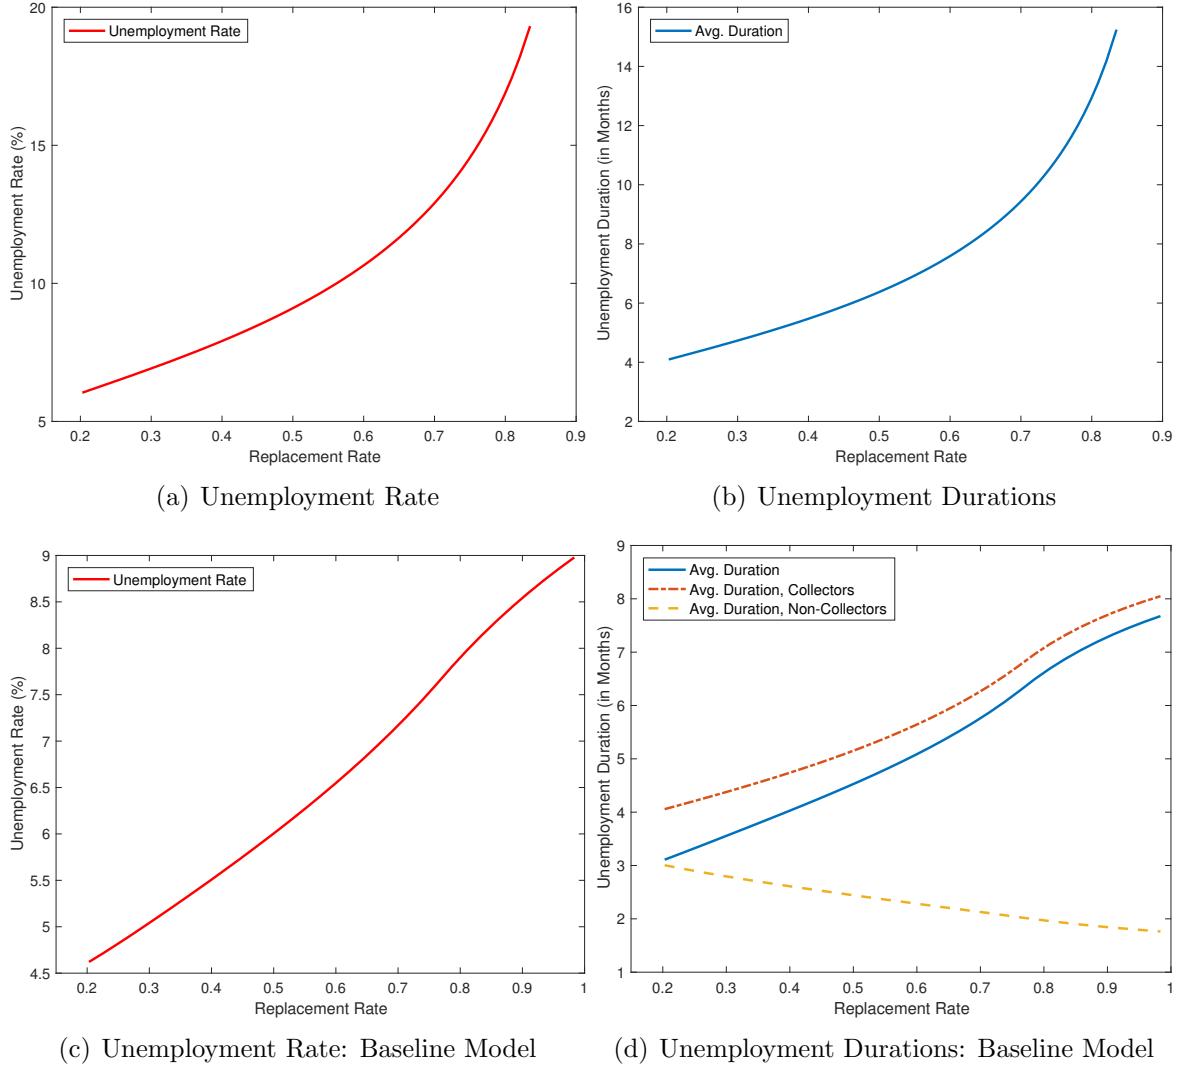 Unemployment Rate
20
15
10
5
Unemployment Rate (%)
0.2 0.3 0.4 0.5 0.6 0.7 0.8 0.9
Replacement Rate
(a) Unemployment Rate
Avg. Duration
16
14
12
10
8
6
4
2
Unemployment Duration (in Months)
0.2 0.3 0.4 0.5 0.6 0.7 0.8 0.9
Replacement Rate
(b) Unemployment Durations
Unemployment Rate
9
8.5
8
7.5
7
6.5
6
5.5
5
4.5
Unemployment Rate (%)
0.2 0.3 0.4 0.5 0.6 0.7 0.8 0.9 1
Replacement Rate
(c) Unemployment Rate: Baseline Model
Avg. Duration
Avg. Duration, Collectors
Avg. Duration, Non-Collectors
9
8
7
6
5
4
3
2
1
Unemployment Duration (in Months)
0.2 0.3 0.4 0.5 0.6 0.7 0.8 0.9 1
Replacement Rate
(d) Unemployment Durations: Baseline Model